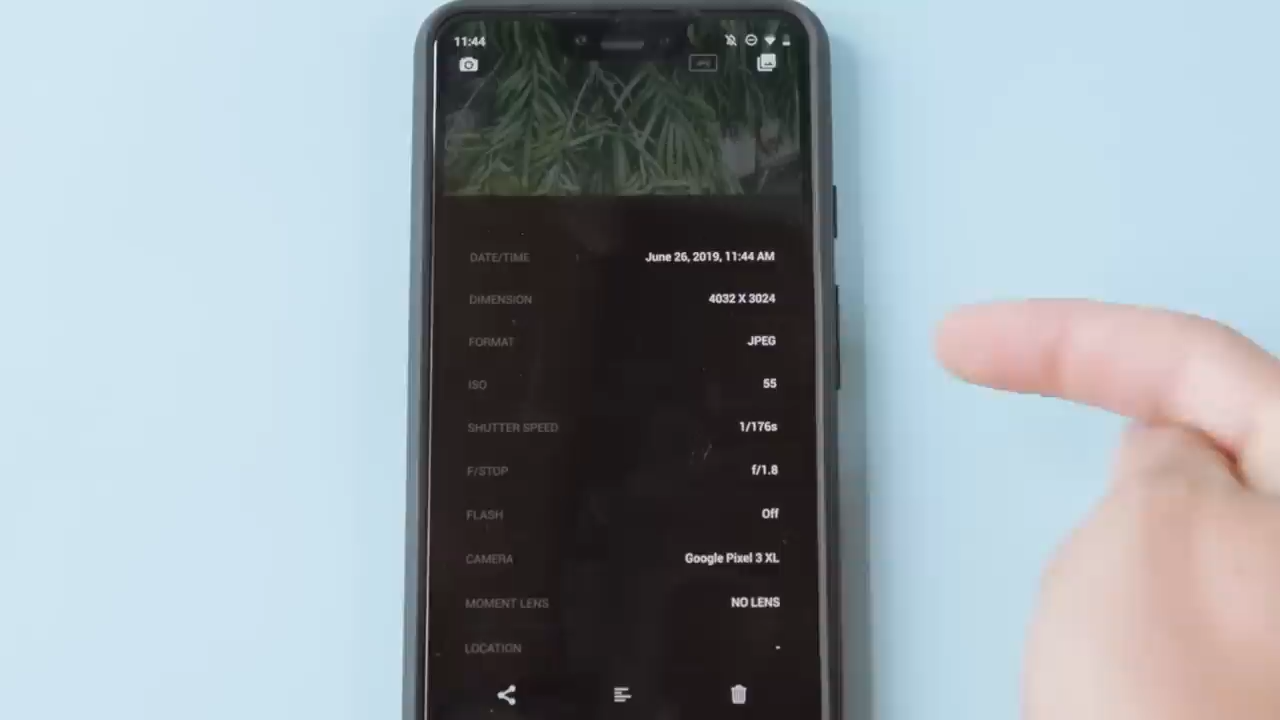 11:44
DATE/TIME June 26, 2019, 11:44 AM
DIMENSION 4032 X 3024
FORMAT JPEG
ISO 55
SHUTTER SPEED 1/176s
F/STOP f/1.8
FLASH Off
CAMERA Google Pixel 3 XL
MOMENT LENS NO LENS
LOCATION -